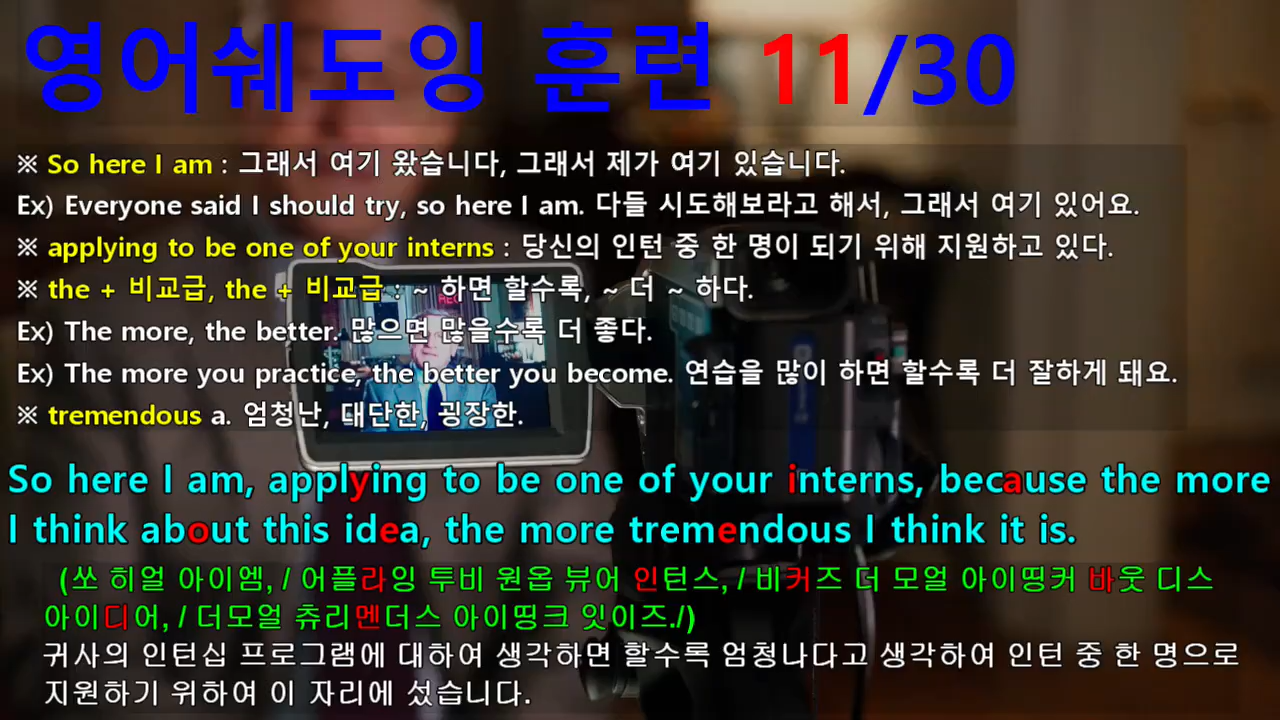 영어쉐도잉 훈련 11/30
※ So here I am : 그래서 여기 왔습니다, 그래서 제가 여기 있습니다.
Ex) Everyone said I should try, so here I am. 다들 시도해보라고 해서, 그래서 여기 있어요.
※ applying to be one of your interns : 당신의 인턴 중 한 명이 되기 위해 지원하고 있다.
※ the + 비교급, the + 비교급 : ~ 하면 할수록, ~ 더 ~ 하다.
Ex) The more, the better. 많으면 많을수록 더 좋다.
Ex) The more you practice, the better you become. 연습을 많이 하면 할수록 더 잘하게 돼요.
※ tremendous a. 엄청난, 대단한, 굉장한.
So here I am, applying to be one of your interns, because the more
I think about this idea, the more tremendous I think it is.
(쏘 히얼 아이엠, / 어플라잉 투비 원옵 뷰어 인턴스, / 비커즈 더 모얼 아이띵커 바웃 디스
아이디어, / 더모얼 츄리멘더스 아이띵크 잇이즈./)
귀사의 인턴십 프로그램에 대하여 생각하면 할수록 엄청나다고 생각하여 인턴 중 한 명으로
지원하기 위하여 이 자리에 섰습니다.